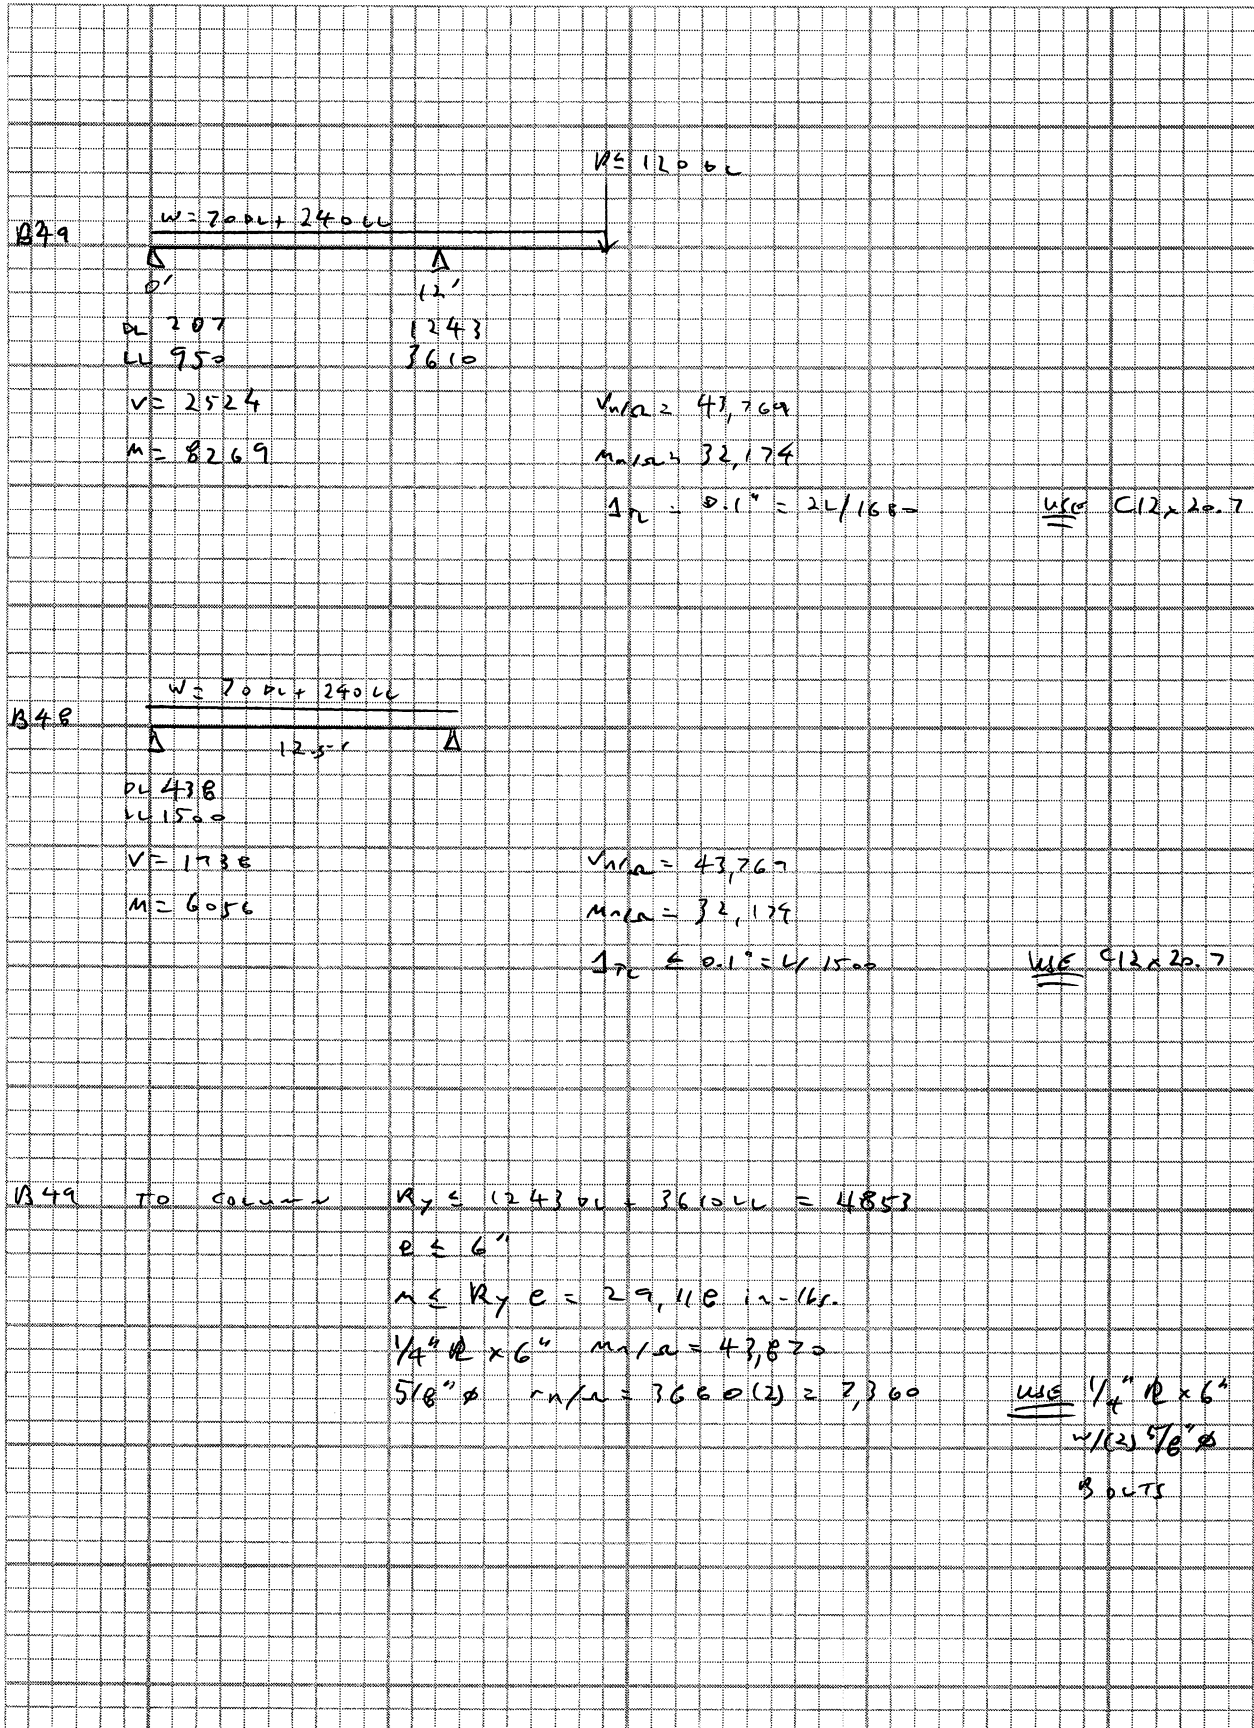 P ≤ 120 DL
W = 70 DL + 240 LL
B49
0' 12'
DL 207 1243
LL 950 3610
V = 2524 Vn/Ω = 43,769
M = 8269 Mn/Ω = 32,174
ΔTL = 0.1" = 2L/1680 USE C12x20.7
W = 70 DL + 240 LL
B48
12.5'
DL 438
LL 1500
V = 1938 Vn/Ω = 43,769
M = 6056 Mn/Ω = 32,174
ΔTL ≤ 0.1" = L/1500 USE C12x20.7
B49 TO COLUMN Ry ≤ 1243 DL + 3610 LL = 4853
e ≤ 6"
M ≤ Ry e = 29,118 in-lbs.
1/4" PL x 6" Mn/Ω = 43,820
5/8" ø rn/Ω = 3680 (2) = 7,360 USE 1/4" PL x 6"
w/(2) 5/8" ø
BOLTS